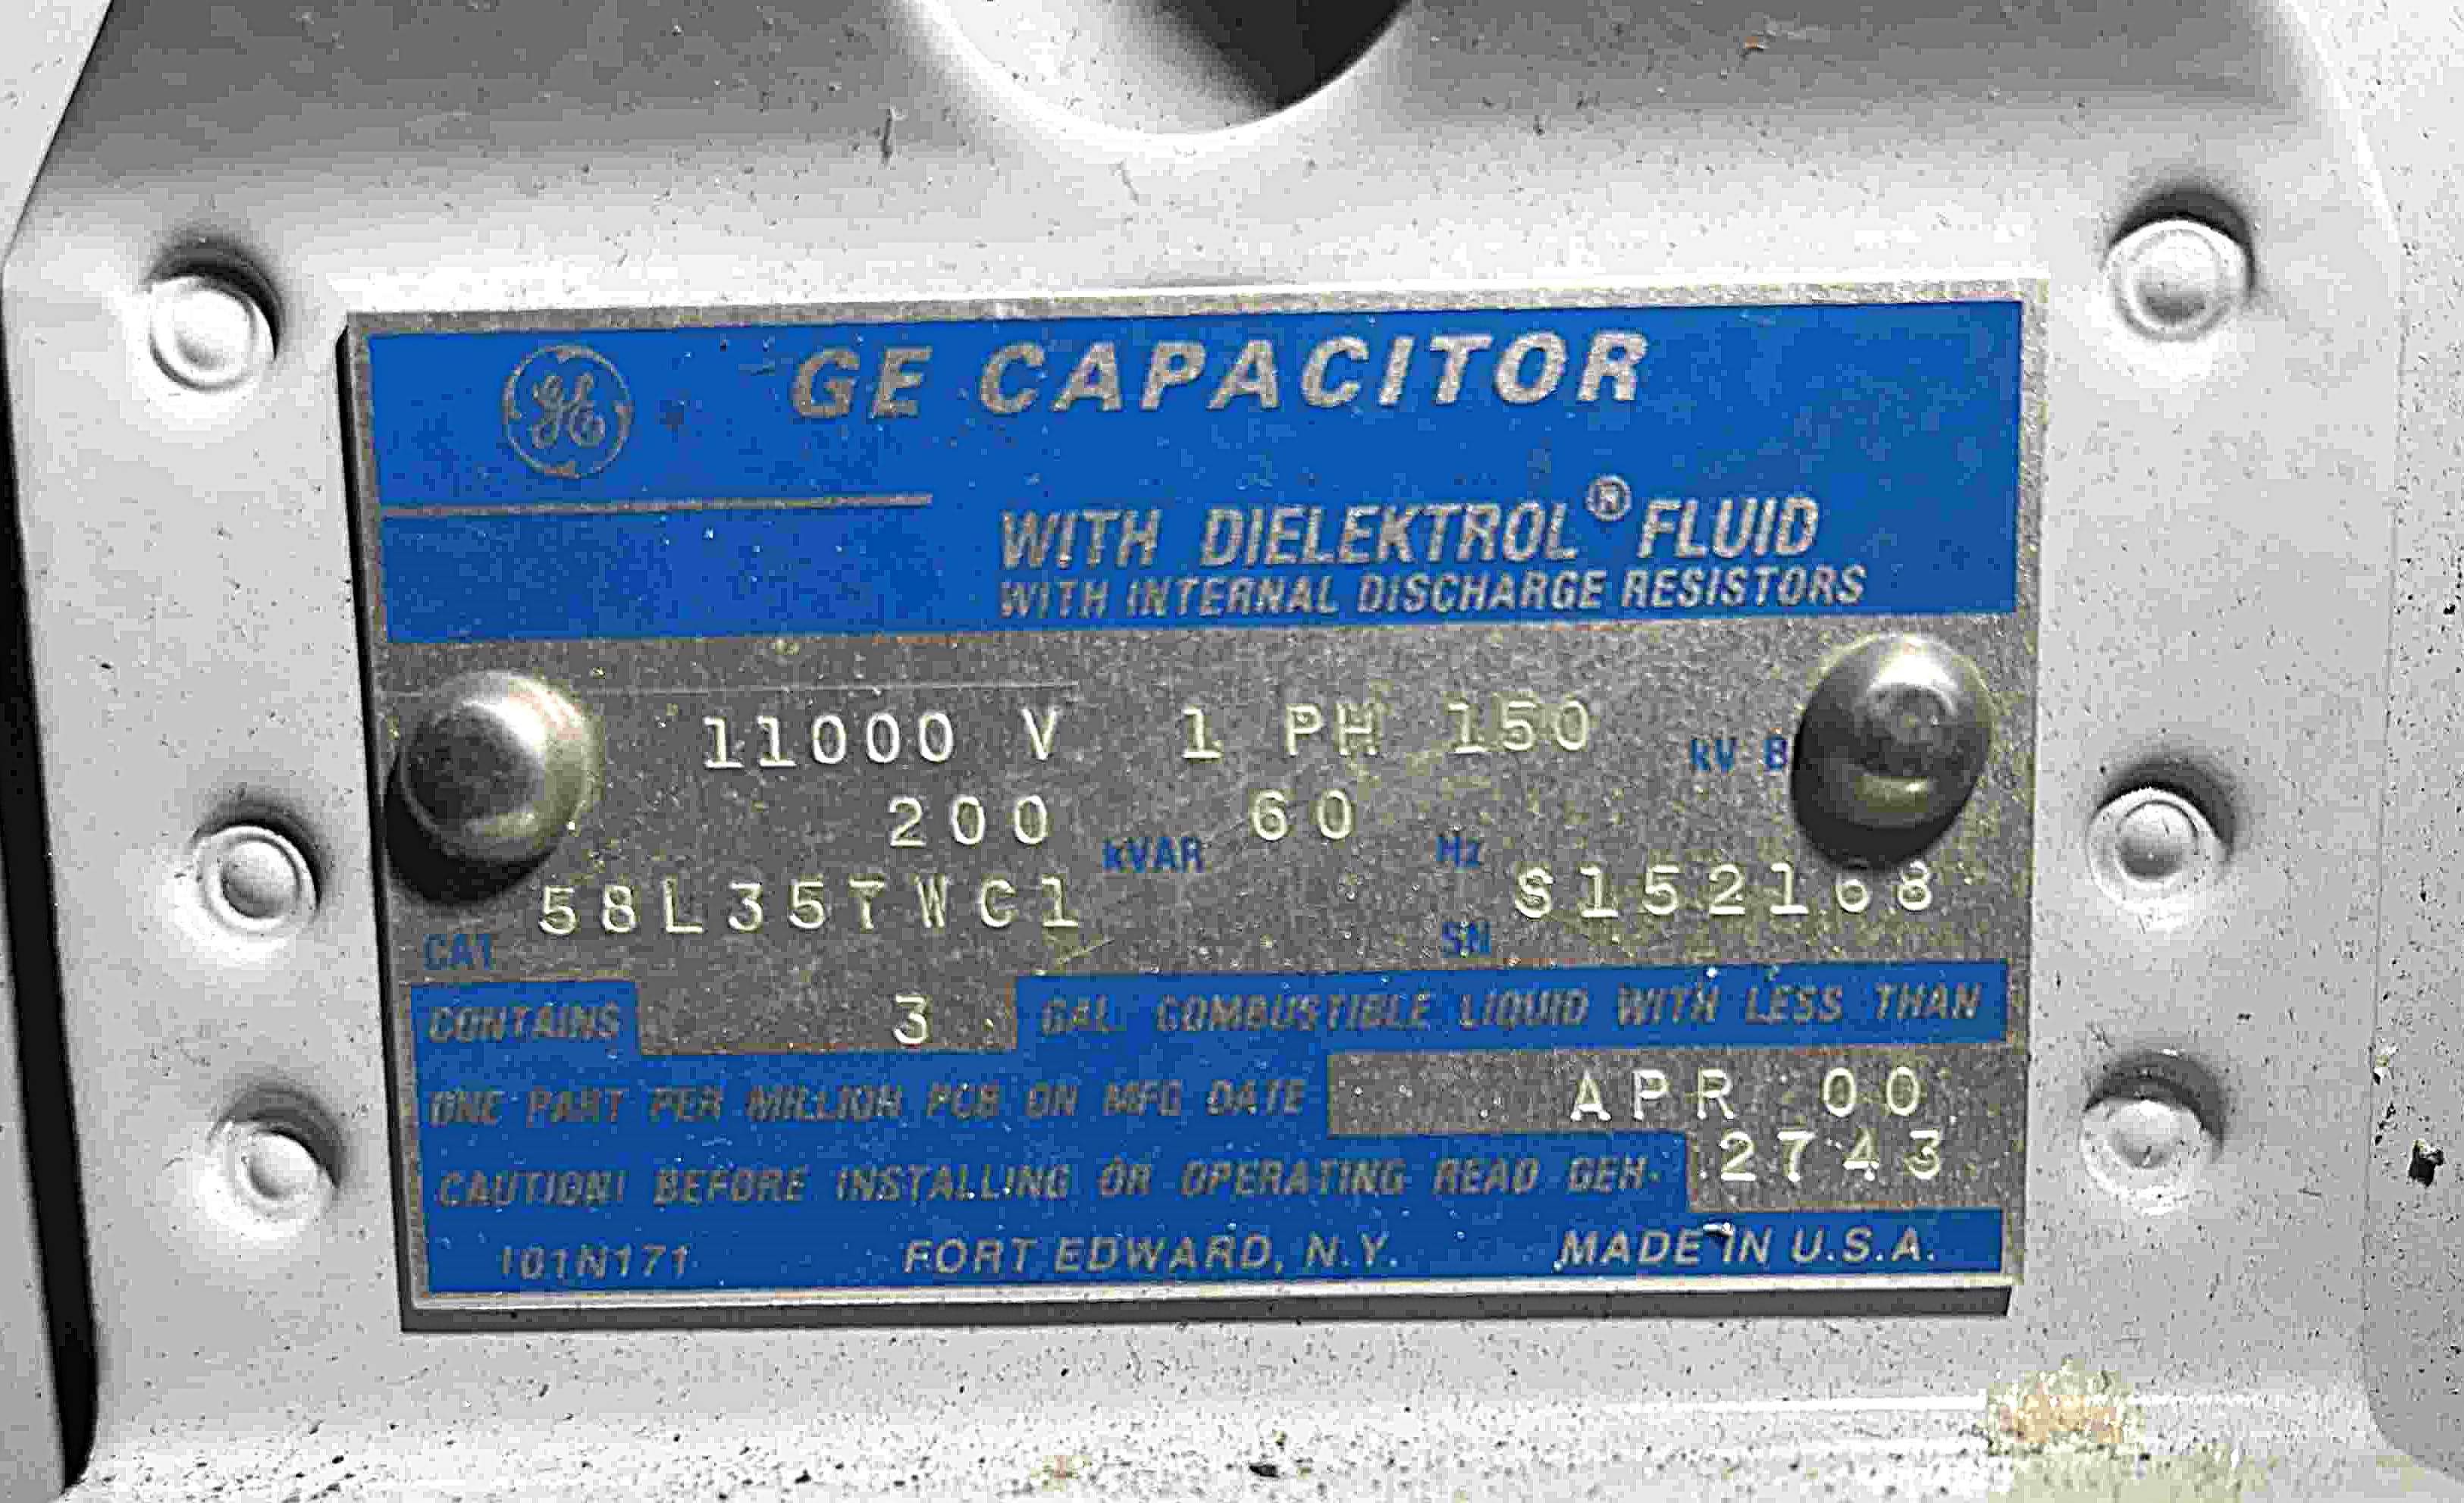 GE
GE CAPACITOR
WITH DIELEKTROL® FLUID
WITH INTERNAL DISCHARGE RESISTORS
11000 V 1 PH 150 kV B
200 kVAR 60 Hz
CAT 58L35TWC1 SN S152168
CONTAINS 3 GAL. COMBUSTIBLE LIQUID WITH LESS THAN
ONE PART PER MILLION PCB ON MFG DATE APR 00
CAUTION! BEFORE INSTALLING OR OPERATING READ GEH- 2743
101N171 FORT EDWARD, N.Y. MADE IN U.S.A.